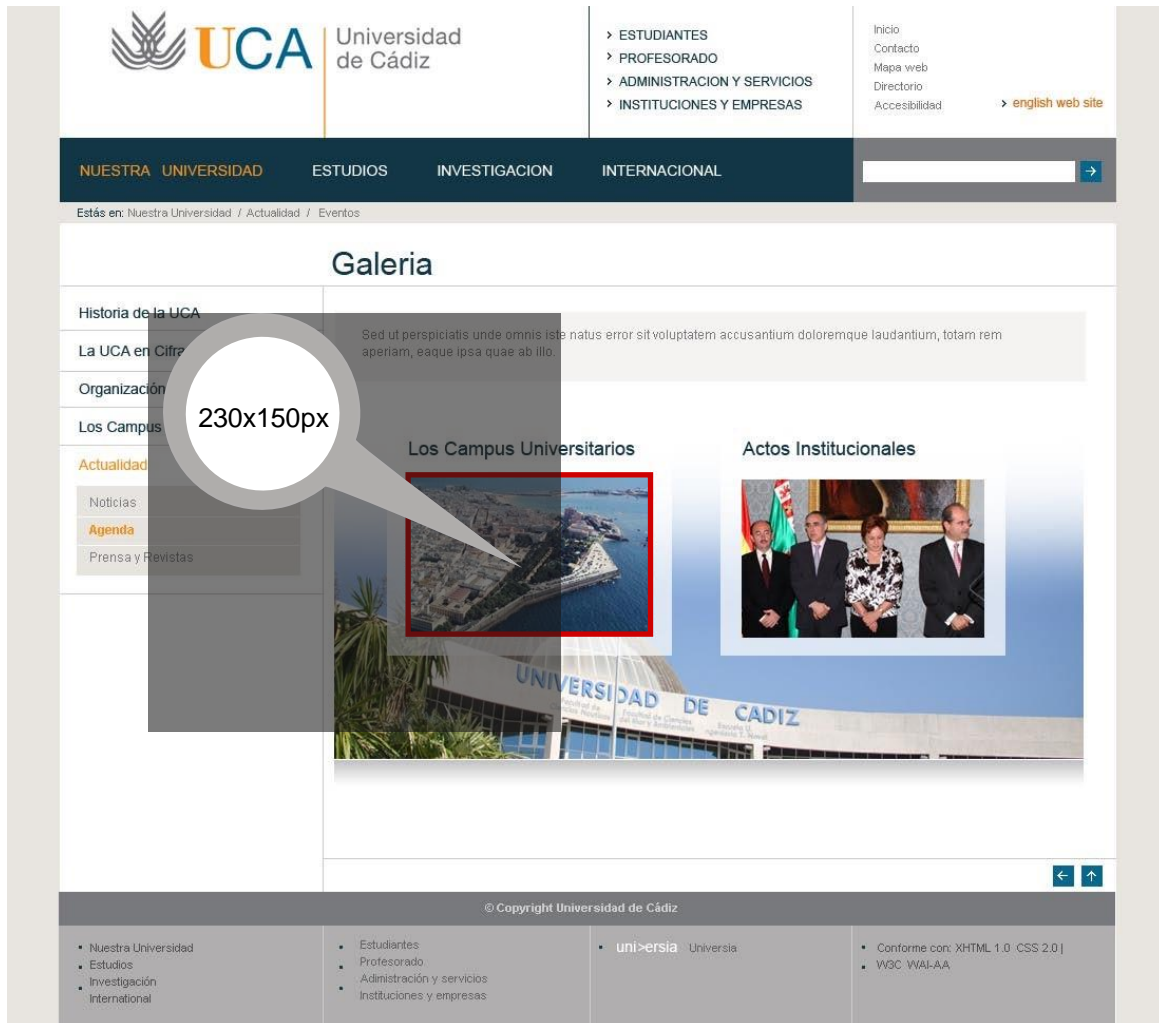 UCA
Universidad
de Cádiz
> ESTUDIANTES
> PROFESORADO
> ADMINISTRACION Y SERVICIOS
> INSTITUCIONES Y EMPRESAS
Inicio
Contacto
Mapa web
Directorio
Accesibilidad
> english web site
NUESTRA UNIVERSIDAD
ESTUDIOS
INVESTIGACION
INTERNACIONAL
Estás en: Nuestra Universidad / Actualidad / Eventos
Galeria
Historia de la UCA
La UCA en Cifra
Organización
Los Campus
Actualidad
Noticias
Agenda
Prensa y Revistas
230x150px
Sed ut perspiciatis unde omnis iste natus error sit voluptatem accusantium doloremque laudantium, totam rem
aperiam, eaque ipsa quae ab illo.
Los Campus Universitarios
Actos Institucionales
UNIVERSIDAD DE CADIZ
© Copyright Universidad de Cádiz
Nuestra Universidad
Estudios
Investigación
International
Estudiantes
Profesorado.
Adimistración y servicios
Instituciones y empresas
uni>ersia Universia
Conforme con: XHTML 1.0 CSS 2.0 |
W3C WAI-AA